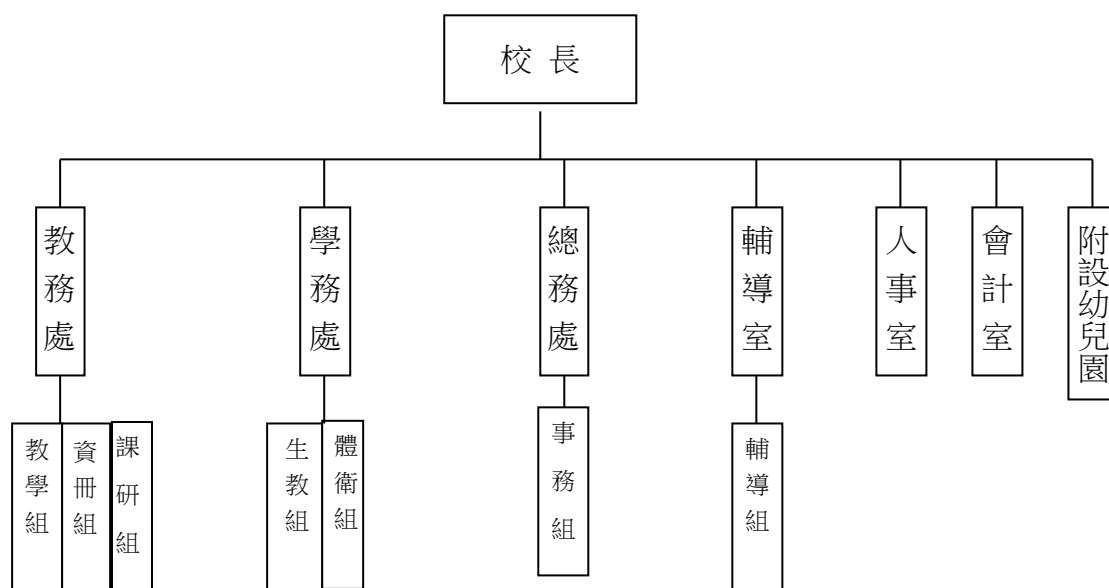 校長
教務處
學務處
總務處
輔導室
人事室
會計室
附設幼兒園
教學組
資冊組
課研組
生教組
體衛組
事務組
輔導組